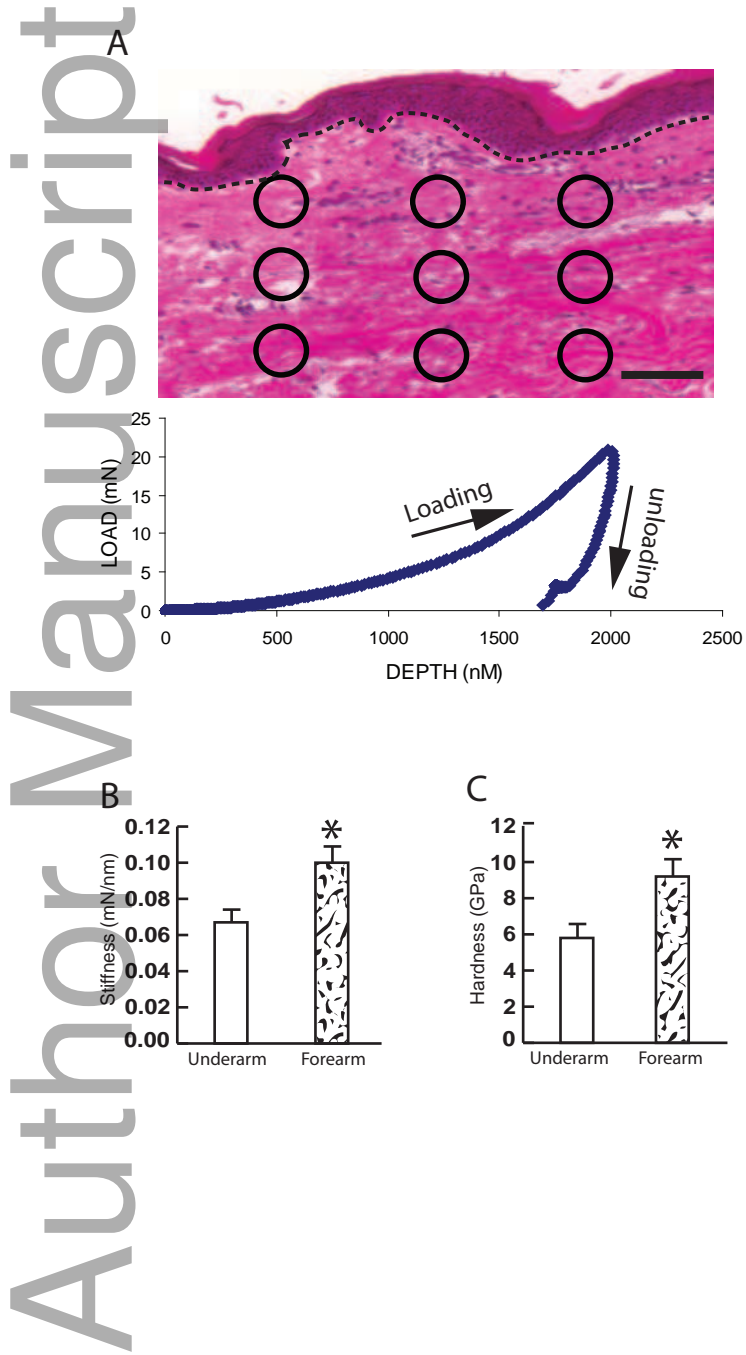 Author Manuscript
A
25
20
15
10
5
0
LOAD (mN)
Loading
unloading
0 500 1000 1500 2000 2500
DEPTH (nM)
B
0.12
0.10
0.08
0.06
0.04
0.02
0.00
Stiffness (mN/nm)
*
Underarm Forearm
C
12
10
8
6
4
2
0
Hardness (GPa)
*
Underarm Forearm